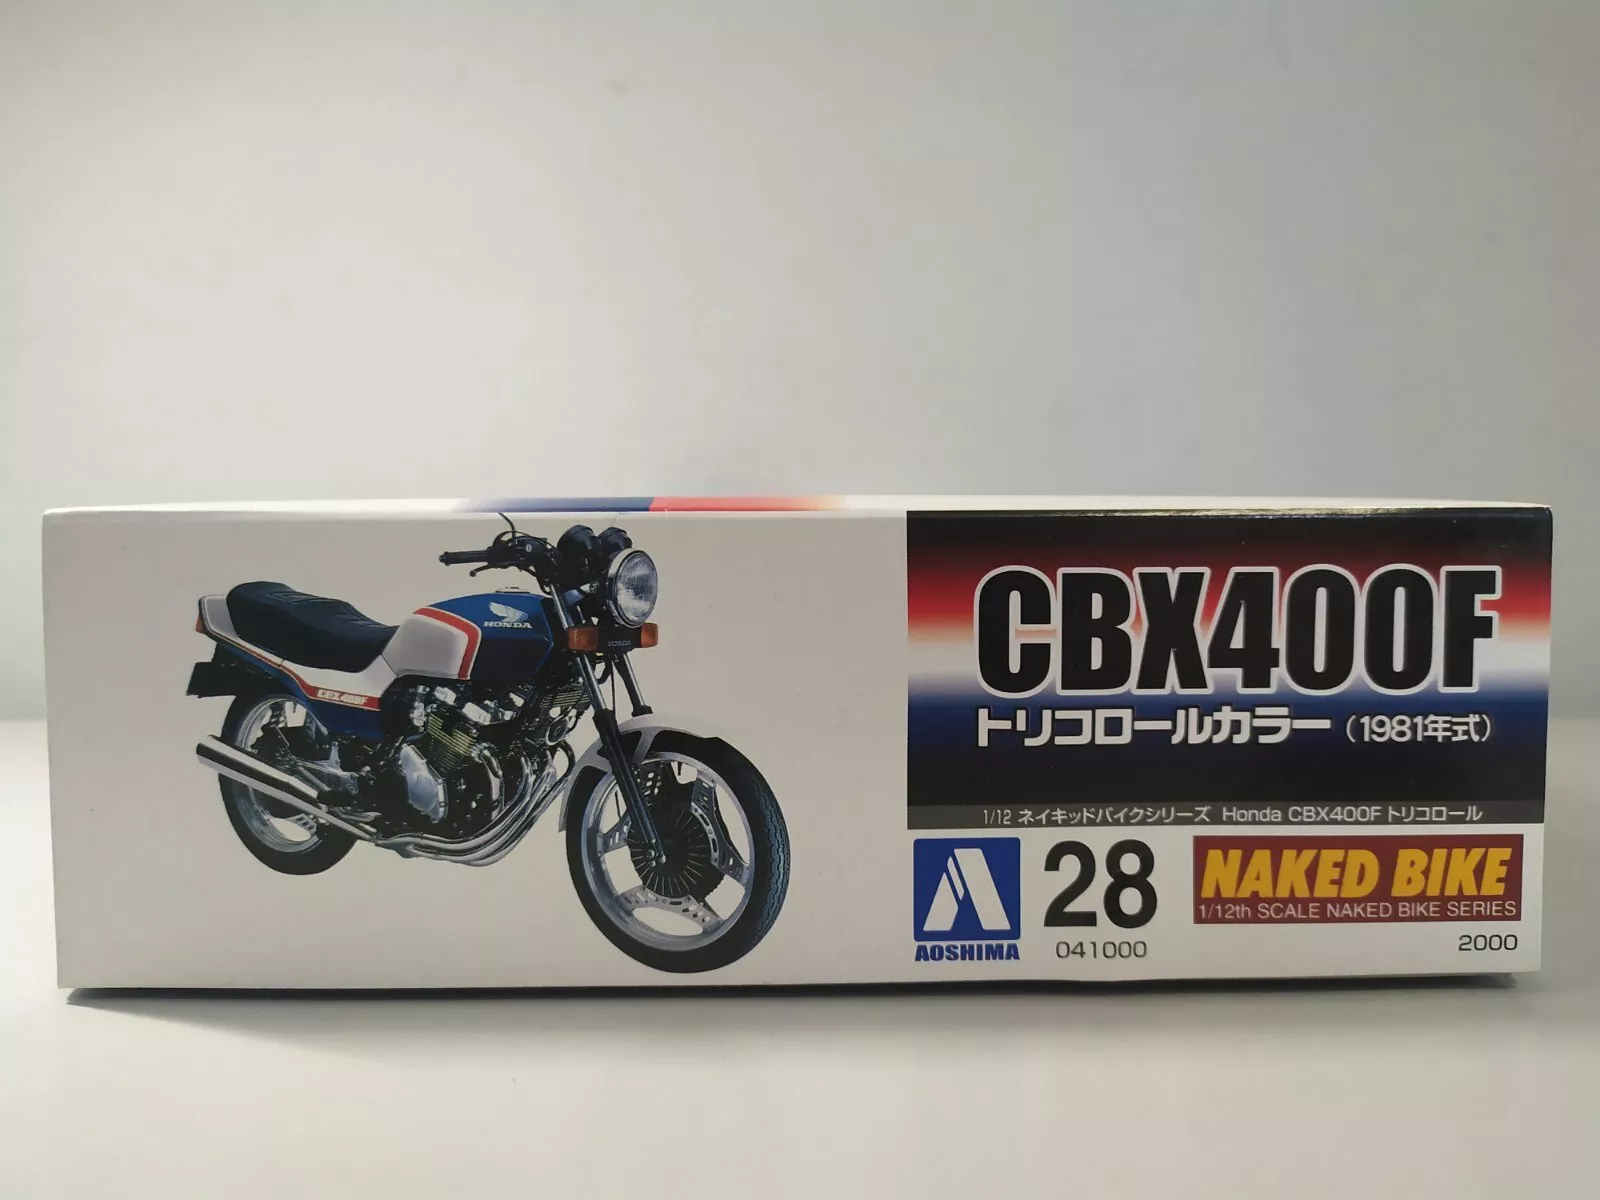 HONDA
CBX400F
HONDA
CBX400F
トリコロールカラー (1981年式)
1/12 ネイキッドバイクシリーズ Honda CBX400F トリコロール
AOSHIMA
28
041000
NAKED BIKE
1/12th SCALE NAKED BIKE SERIES
2000